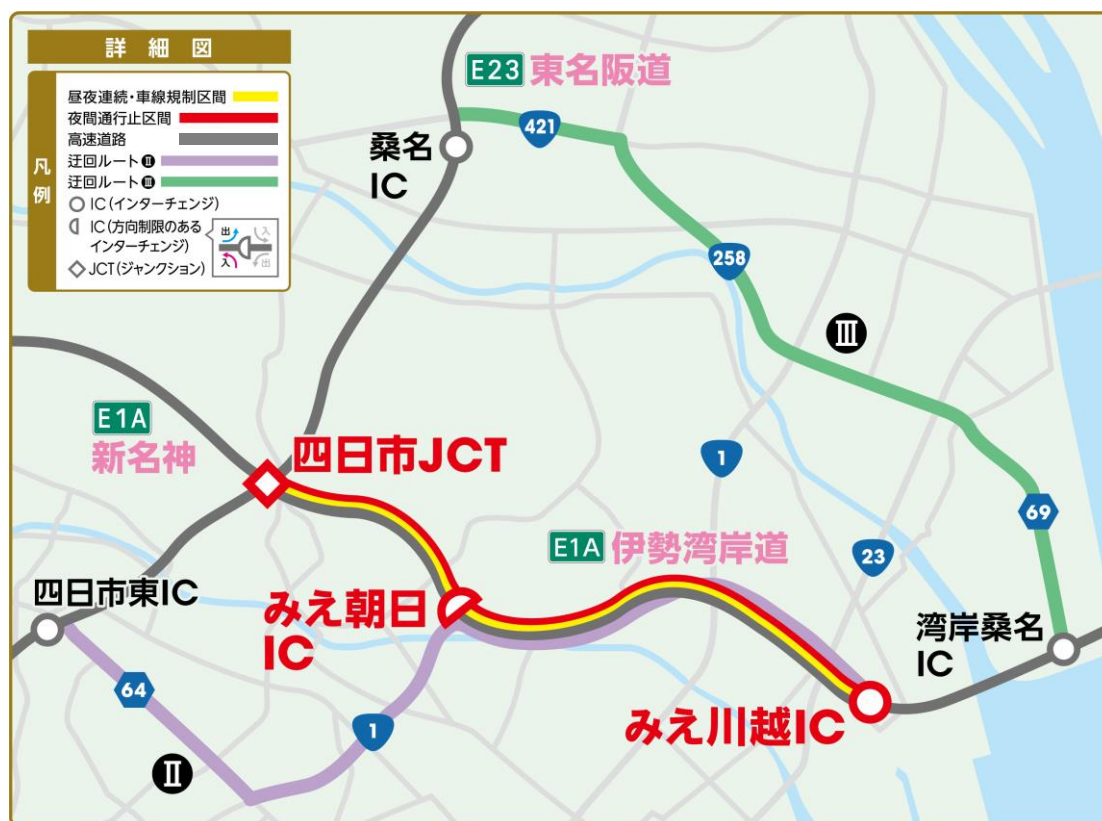 詳細図
凡例
昼夜連続・車線規制区間
夜間通行止区間
高速道路
迂回ルートⅡ
迂回ルートⅢ
IC(インターチェンジ)
IC(方向制限のある
インターチェンジ)
出 入
入 出
JCT(ジャンクション)
E23 東名阪道
421
桑名
IC
258
Ⅲ
E1A
新名神
四日市JCT
1
E1A 伊勢湾岸道
69
23
四日市東IC
みえ朝日
IC
湾岸桑名
IC
64
みえ川越IC
1
Ⅱ